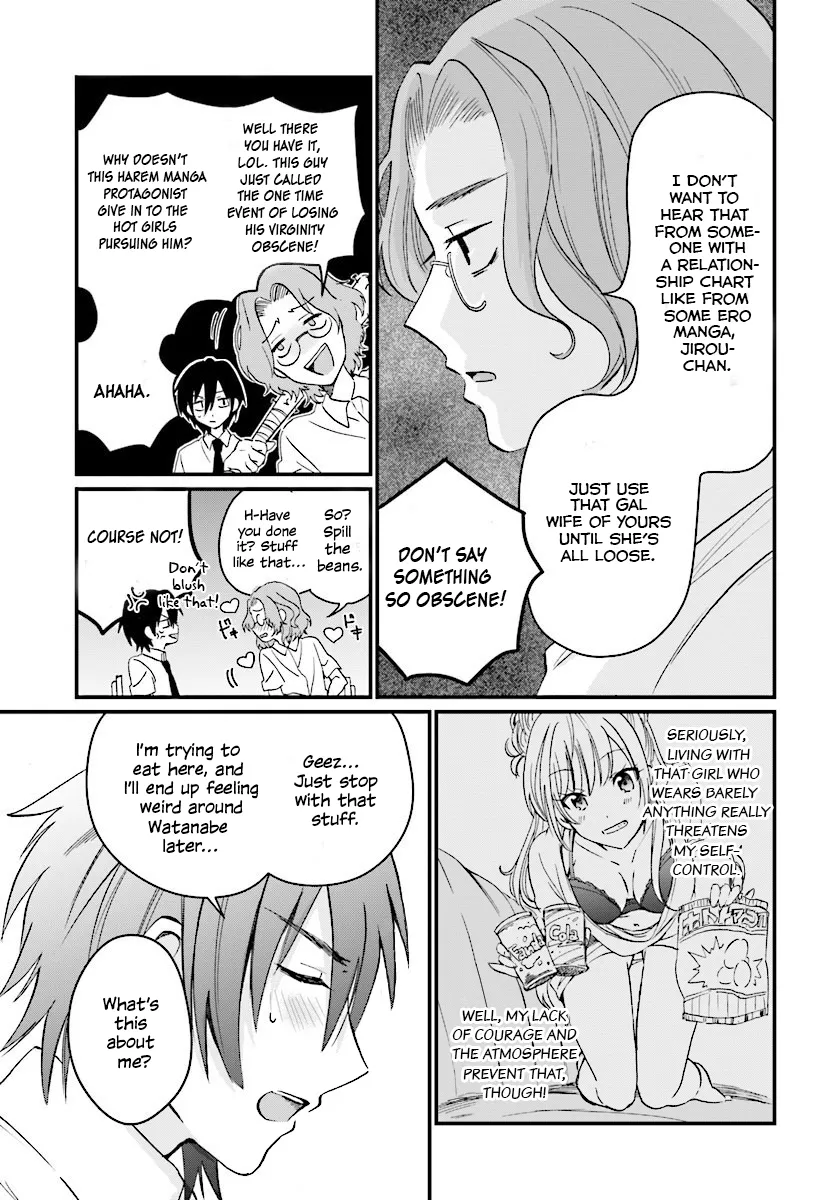 I DON'T
WANT TO
HEAR THAT
FROM SOME-
ONE WITH
A RELATION-
SHIP CHART
LIKE FROM
SOME ERO
MANGA,
JIROU-
CHAN.
JUST USE
THAT GAL
WIFE OF YOURS
UNTIL SHE'S
ALL LOOSE.
DON'T SAY
SOMETHING
SO OBSCENE!
WELL THERE
YOU HAVE IT,
LOL. THIS GUY
JUST CALLED
THE ONE TIME
EVENT OF LOSING
HIS VIRGINITY
OBSCENE!
WHY DOESN'T
THIS HAREM MANGA
PROTAGONIST
GIVE IN TO THE
HOT GIRLS
PURSUING HIM?
AHAHA.
So?
Spill
the
beans.
H-Have
you done
it? Stuff
like that...
ドキ
ドキ
COURSE NOT!
Don't
blush
like that!
SERIOUSLY,
LIVING WITH
THAT GIRL WHO
WEARS BARELY
ANYTHING REALLY
THREATENS
MY SELF-
CONTROL.
Fanda
Cola
WELL, MY LACK
OF COURAGE AND
THE ATMOSPHERE
PREVENT THAT,
THOUGH!
Geez...
Just stop
with that
stuff.
I'm trying to
eat here, and
I'll end up feeling
weird around
Watanabe
later...
What's
this about
me?